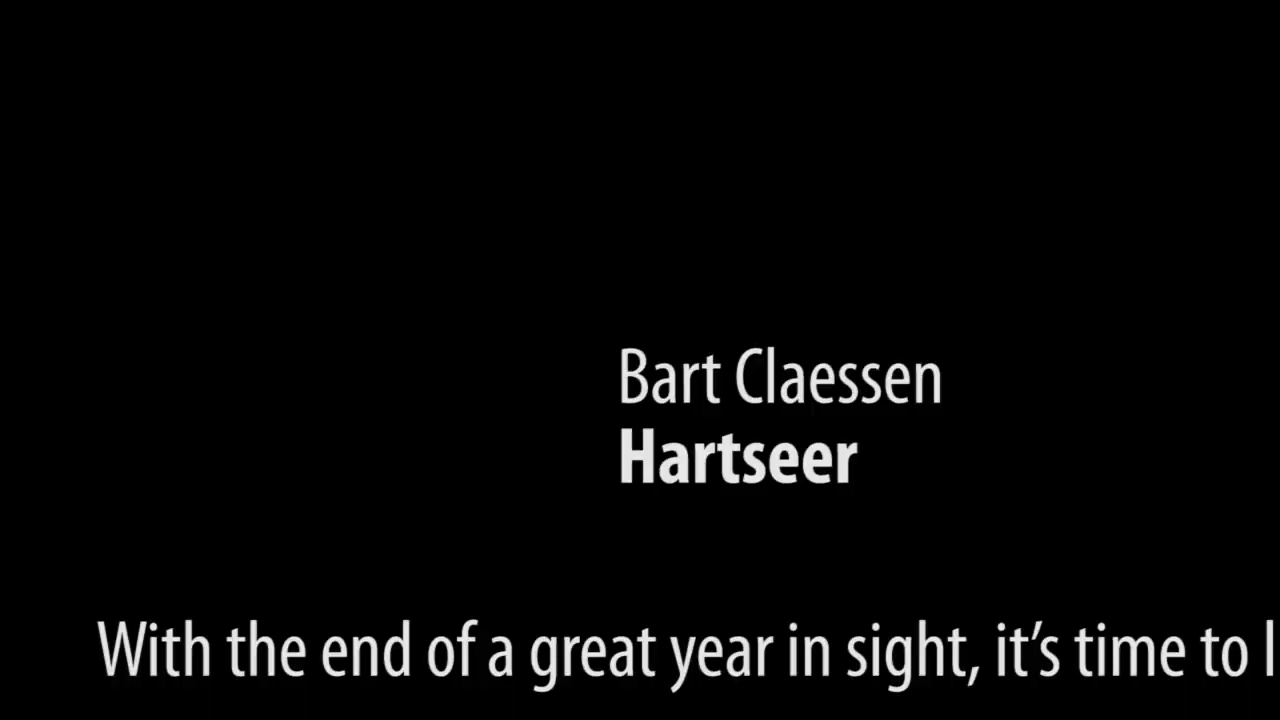 Bart Claessen
Hartseer
With the end of a great year in sight, it’s time to l